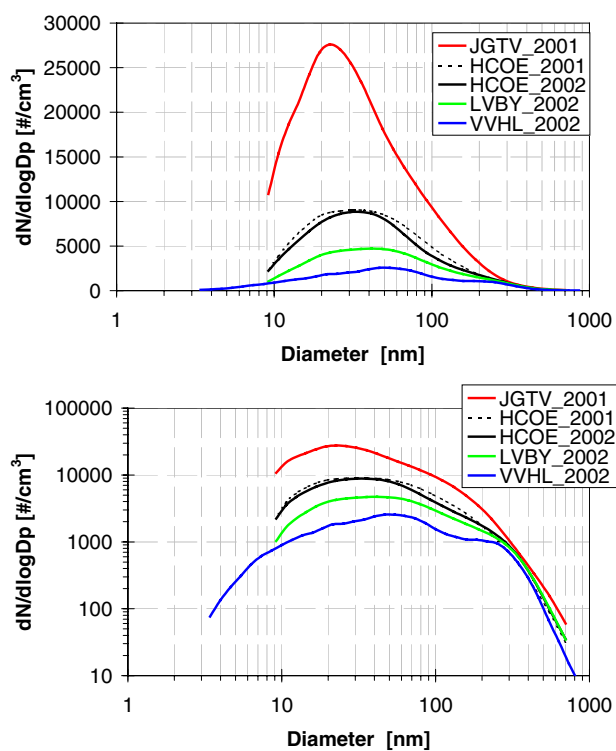 30000
25000
20000
15000
10000
5000
0
dN/dlogDp [#/cm³]
JGTV_2001
HCOE_2001
HCOE_2002
LVBY_2002
VVHL_2002
1 10 100 1000
Diameter [nm]
100000
10000
1000
100
10
dN/dlogDp [#/cm³]
JGTV_2001
HCOE_2001
HCOE_2002
LVBY_2002
VVHL_2002
1 10 100 1000
Diameter [nm]